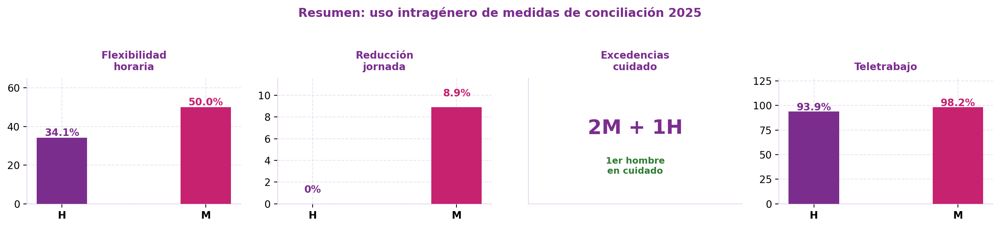 Resumen: uso intragénero de medidas de conciliación 2025
Flexibilidad
horaria
60
40
20
0
34.1%
50.0%
H
M
Reducción
jornada
10
8
6
4
2
0
0%
8.9%
H
M
Excedencias
cuidado
2M + 1H
1er hombre
en cuidado
Teletrabajo
125
100
75
50
25
0
93.9%
98.2%
H
M